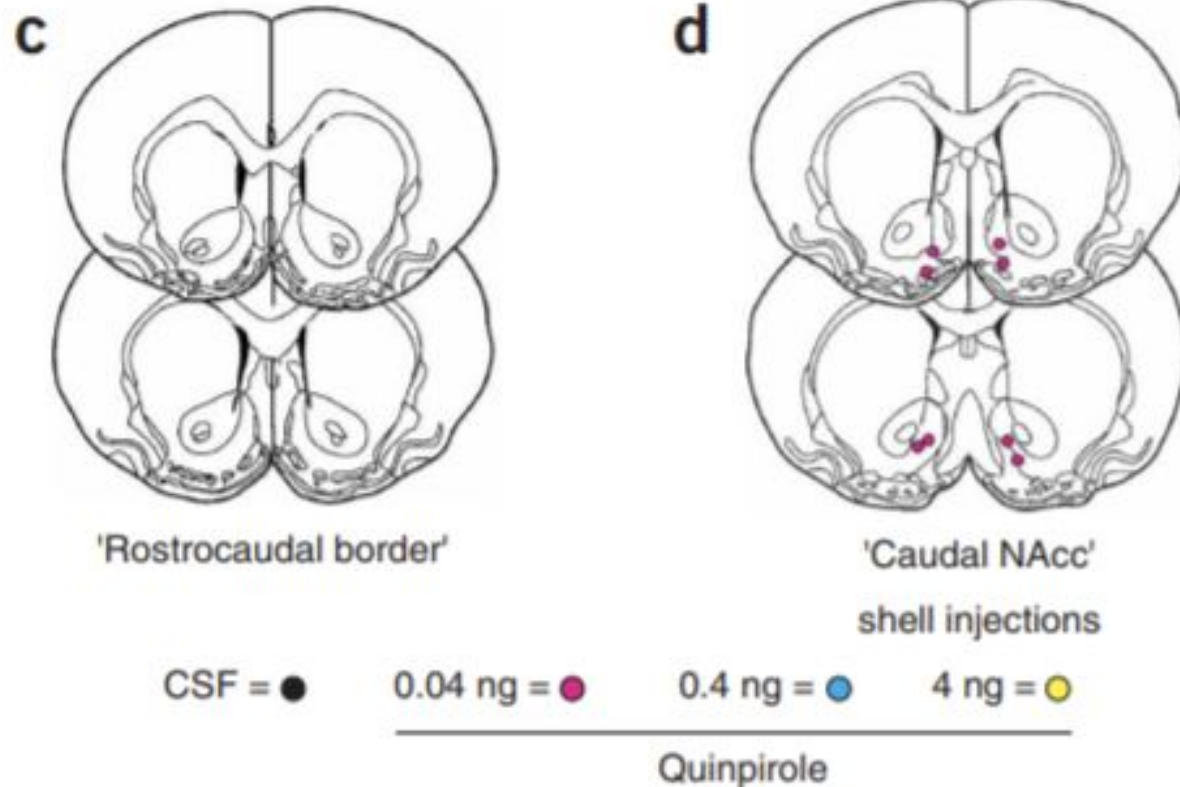 c
d
'Rostrocaudal border'
'Caudal NAcc'
shell injections
CSF =
0.04 ng =
0.4 ng =
4 ng =
Quinpirole